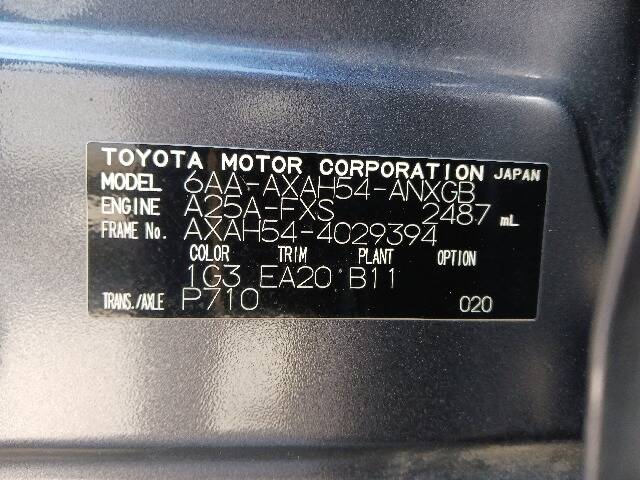 TOYOTA MOTOR CORPORATION JAPAN
MODEL 6AA-AXAH54-ANXGB
ENGINE A25A-FXS 2487 mL
FRAME No. AXAH54-4029394
COLOR TRIM PLANT OPTION
1G3 EA20 B11
TRANS./AXLE P710 020